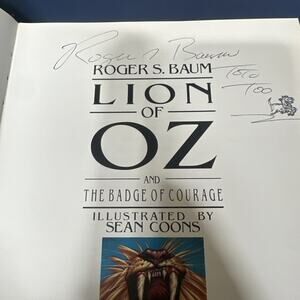 Roger S Baum
ROGER S. BAUM
Toto
Too
LION
OF
OZ
AND
THE BADGE OF COURAGE
ILLUSTRATED BY
SEAN COONS